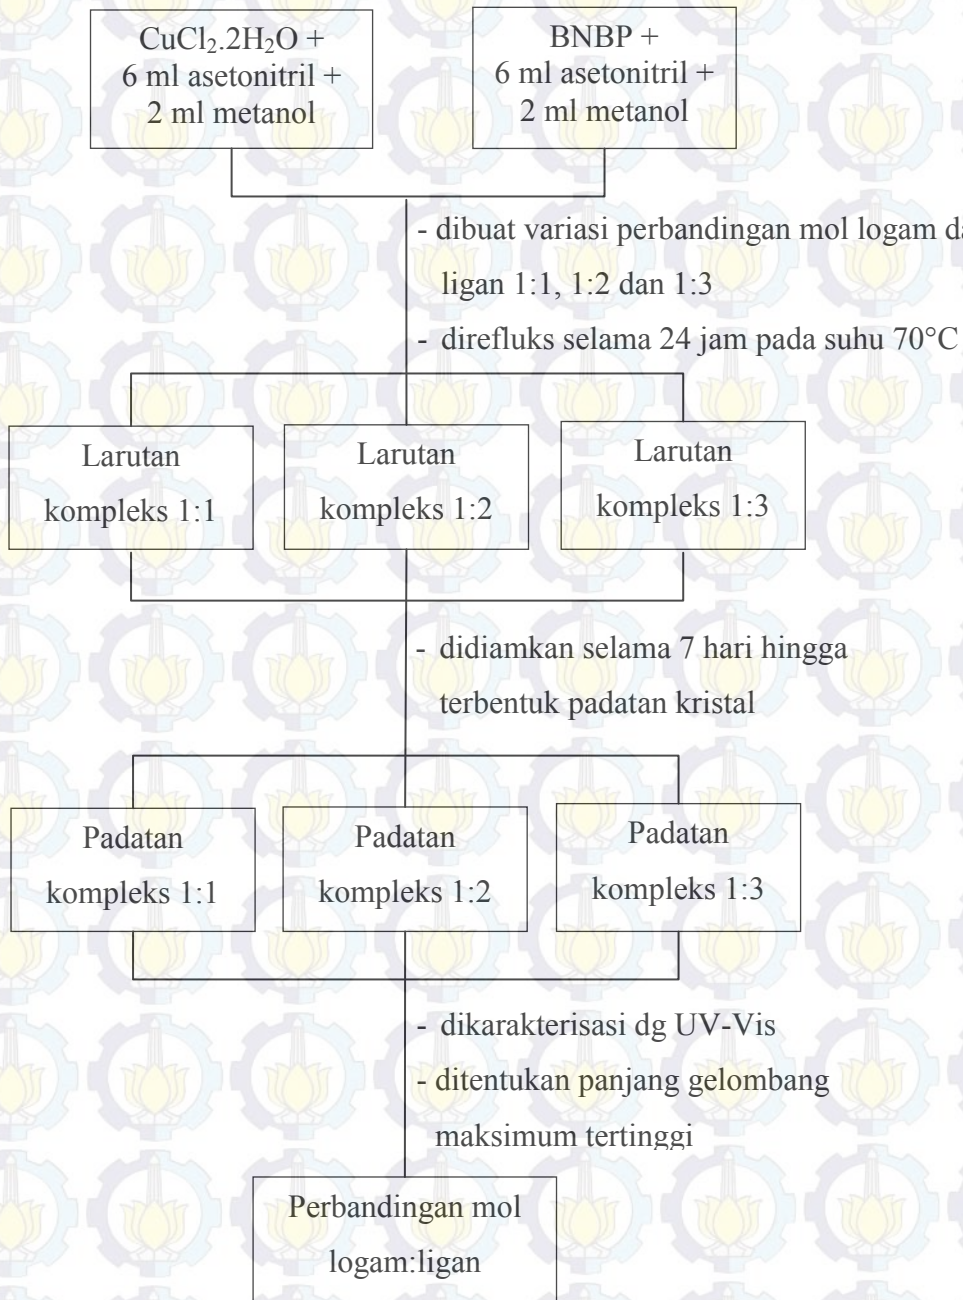 CuCl₂.2H₂O +
6 ml asetonitril +
2 ml metanol
BNBP +
6 ml asetonitril +
2 ml metanol
- dibuat variasi perbandingan mol logam
ligan 1:1, 1:2 dan 1:3
- direfluks selama 24 jam pada suhu 70°C
Larutan
kompleks 1:1
Larutan
kompleks 1:2
Larutan
kompleks 1:3
- didiamkan selama 7 hari hingga
terbentuk padatan kristal
Padatan
kompleks 1:1
Padatan
kompleks 1:2
Padatan
kompleks 1:3
- dikarakterisasi dg UV-Vis
- ditentukan panjang gelombang
maksimum tertinggi
Perbandingan mol
logam:ligan